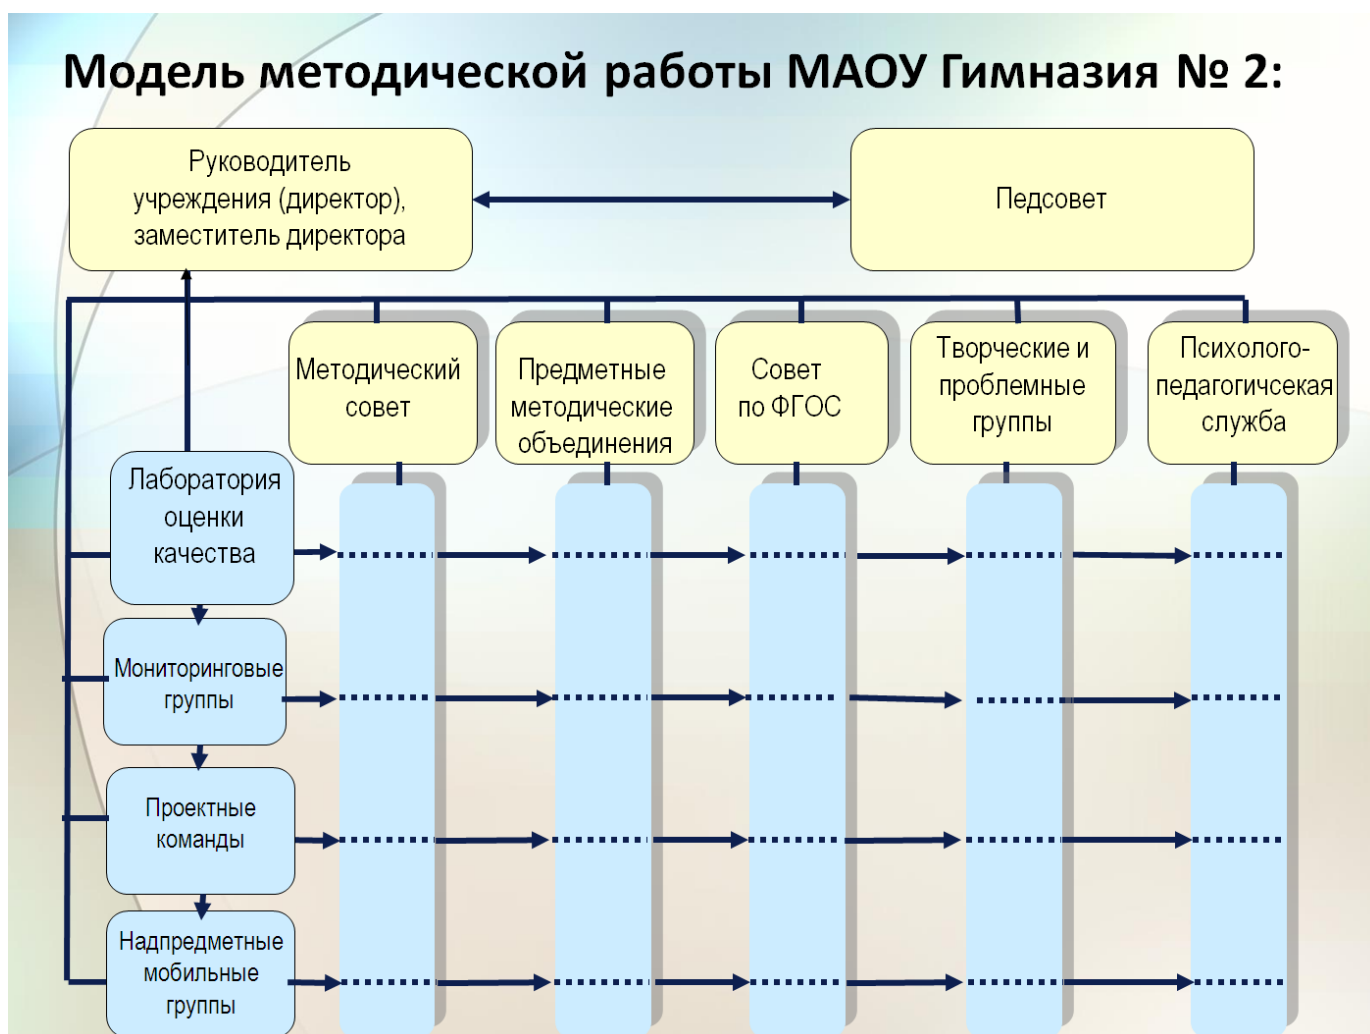 Модель методической работы МАОУ Гимназия № 2:
Руководитель
учреждения (директор),
заместитель директора
Педсовет
Методический
совет
Предметные
методические
объединения
Совет
по ФГОС
Творческие и
проблемные
группы
Психолого-
педагогичсекая
служба
Лаборатория
оценки
качества
Мониторинговые
группы
Проектные
команды
Надпредметные
мобильные
группы